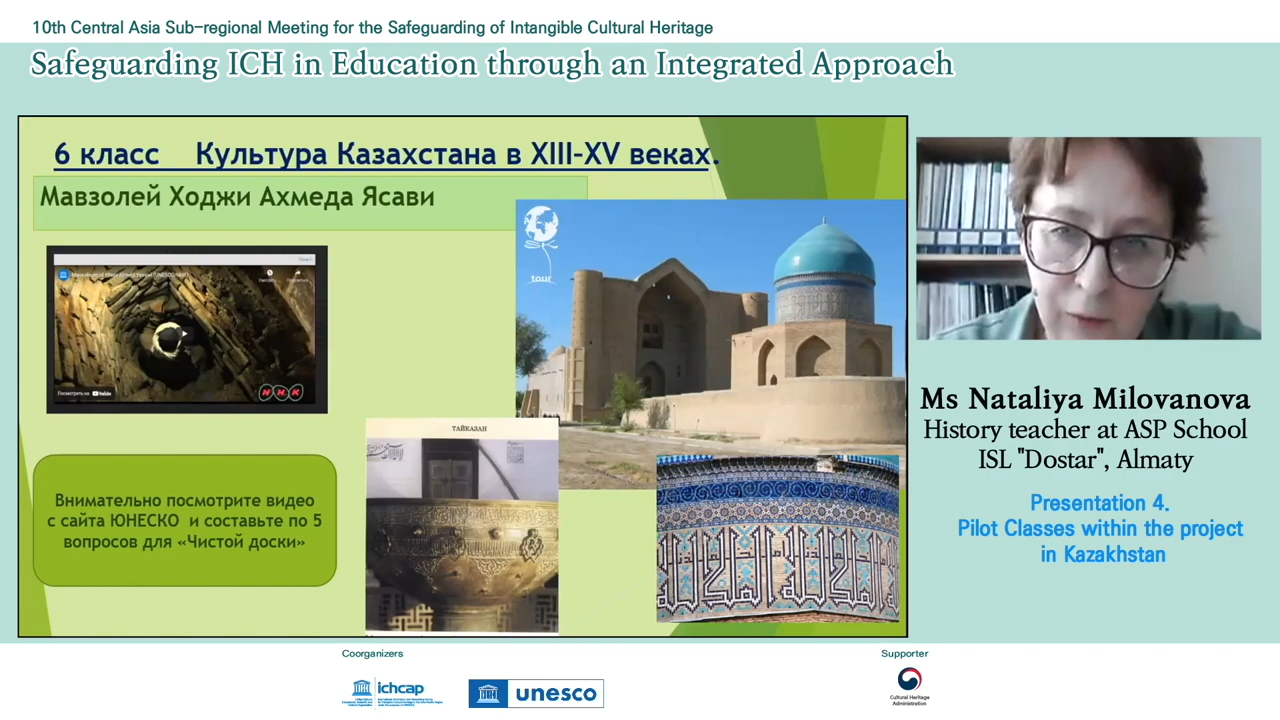 10th Central Asia Sub-regional Meeting for the Safeguarding of Intangible Cultural Heritage
Safeguarding ICH in Education through an Integrated Approach
6 класс Культура Казахстана в XIII-XV веках.
Мавзолей Ходжи Ахмеда Ясави
tour
NHK
ТАЙКАЗАН
Внимательно посмотрите видео
с сайта ЮНЕСКО и составьте по 5
вопросов для «Чистой доски»
Ms Nataliya Milovanova
History teacher at ASP School
ISL "Dostar", Almaty
Presentation 4.
Pilot Classes within the project
in Kazakhstan
Coorganizers
ichcap
unesco
Supporter
Cultural Heritage
Administration